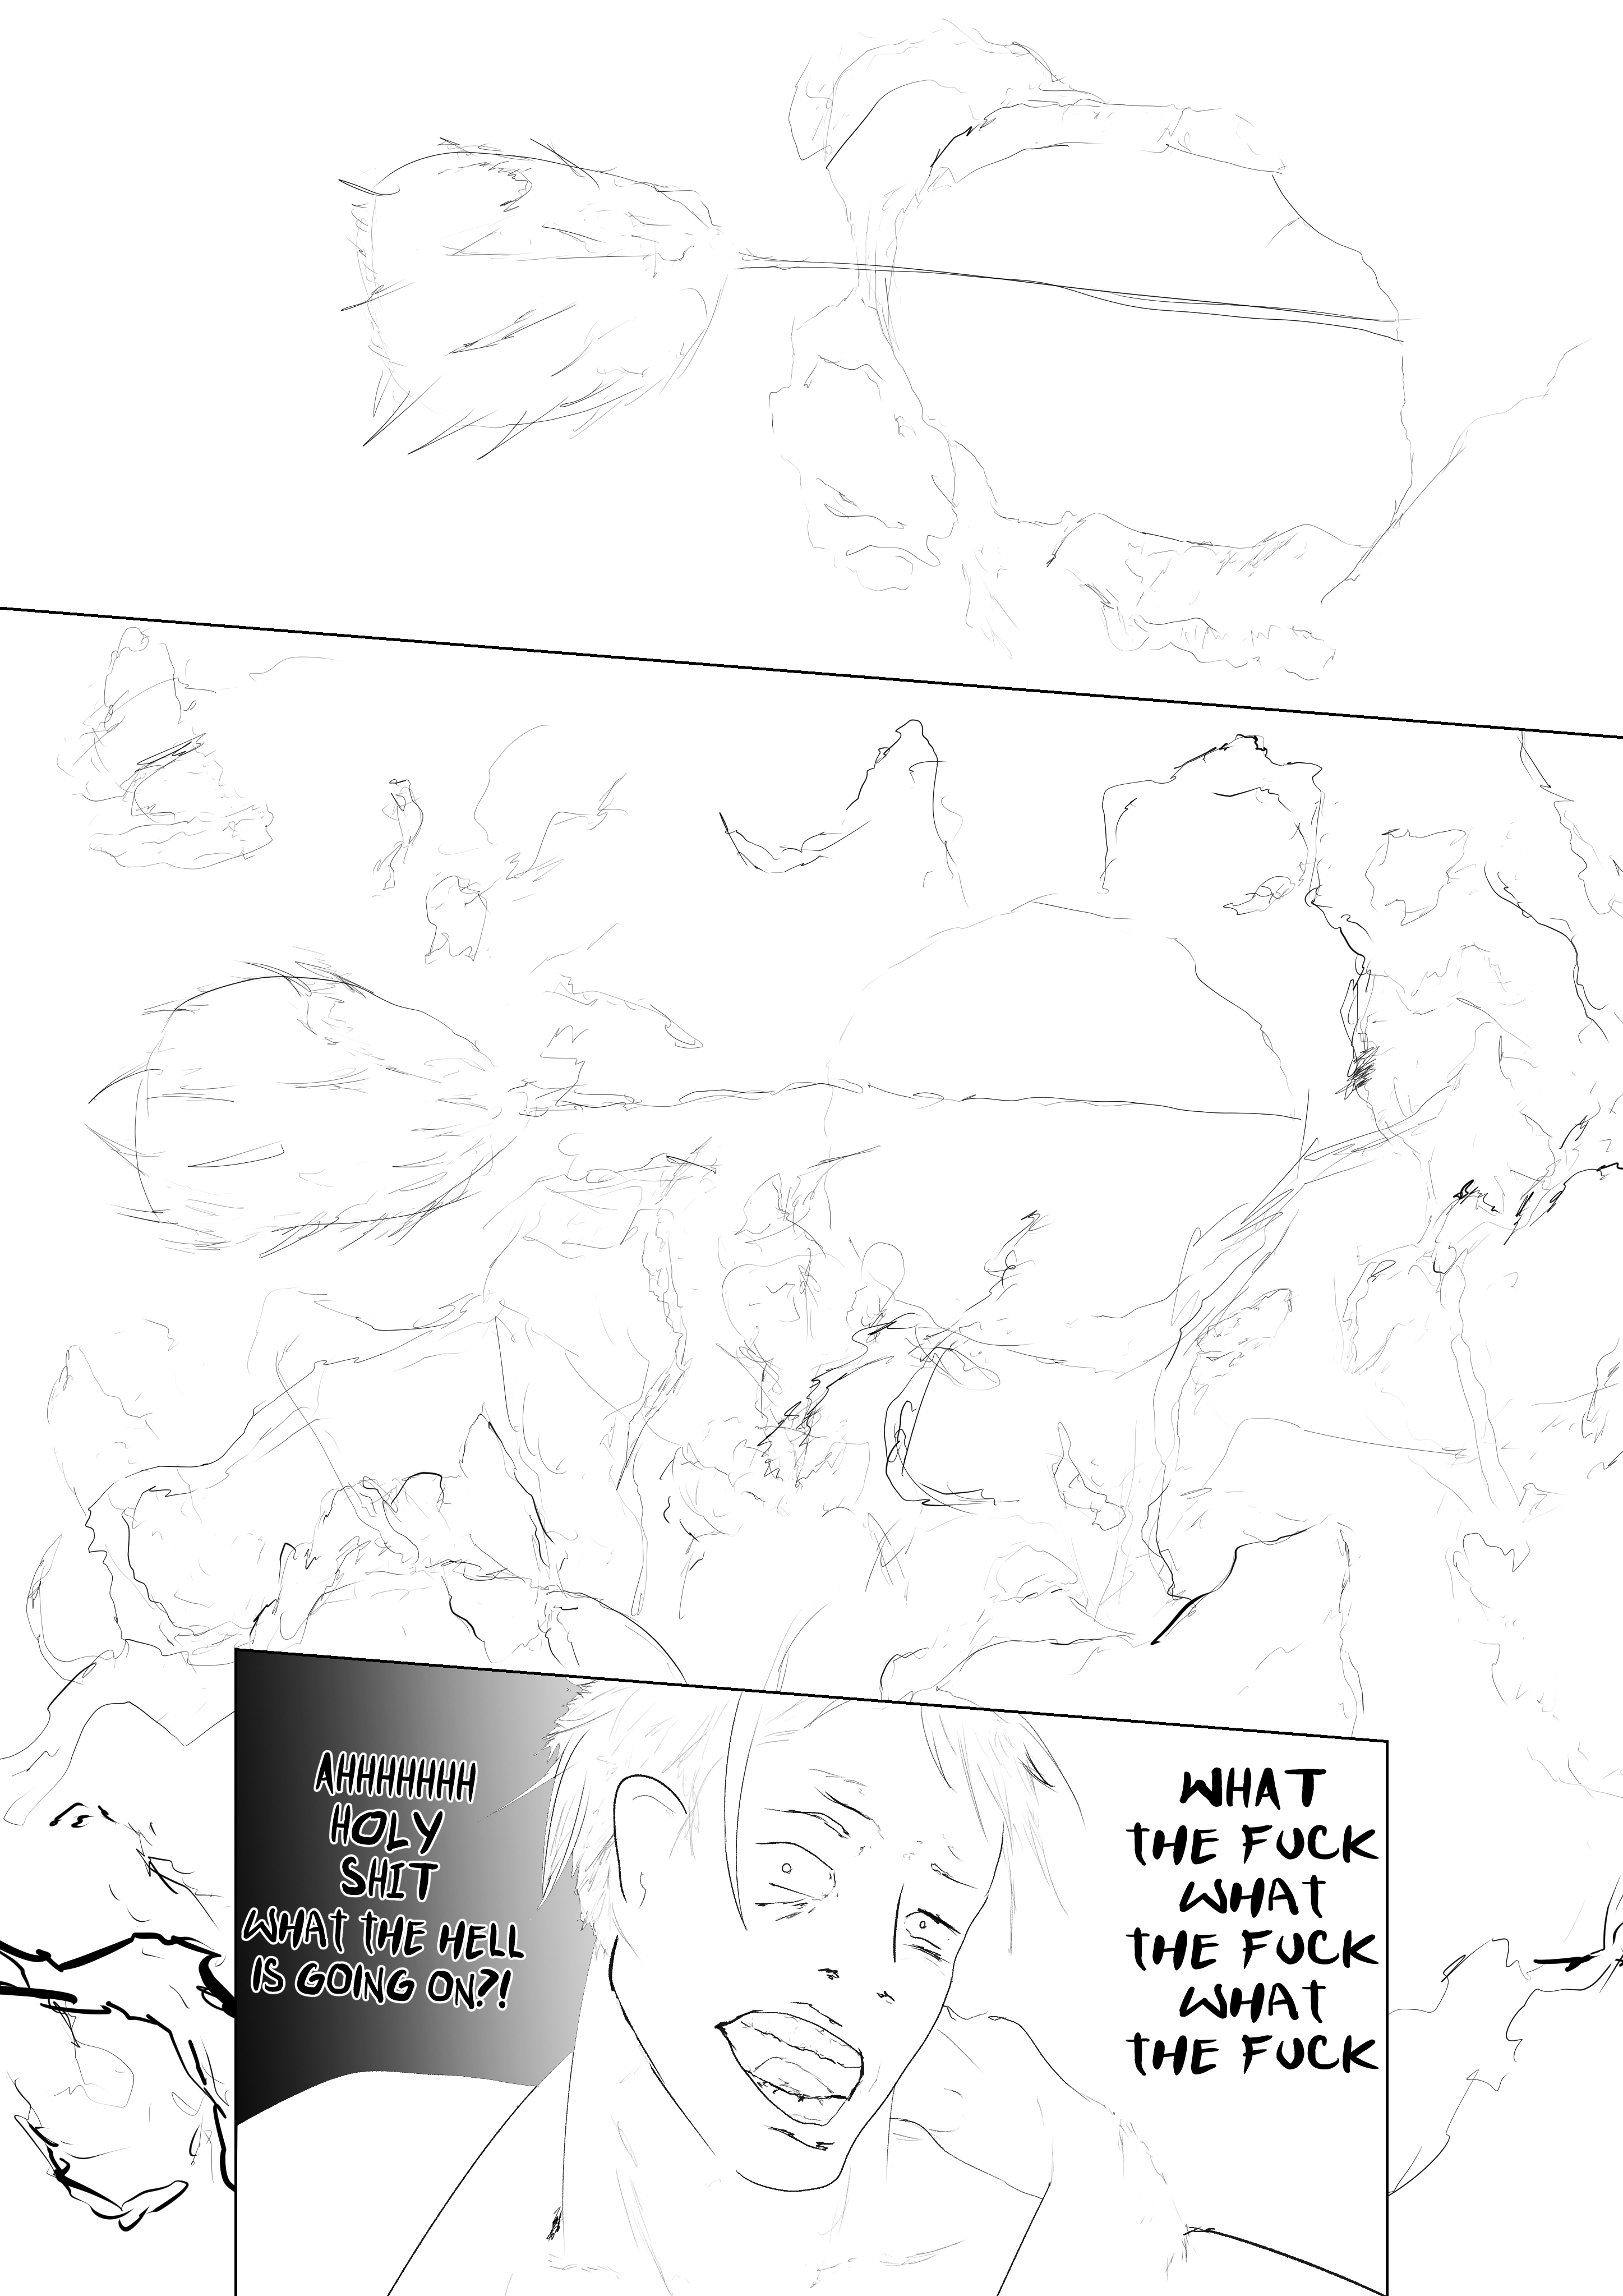 AHHHHHHH
HOLY
SHIT
WHAT THE HELL
IS GOING ON?!
WHAT
THE FUCK
WHAT
THE FUCK
WHAT
THE FUCK